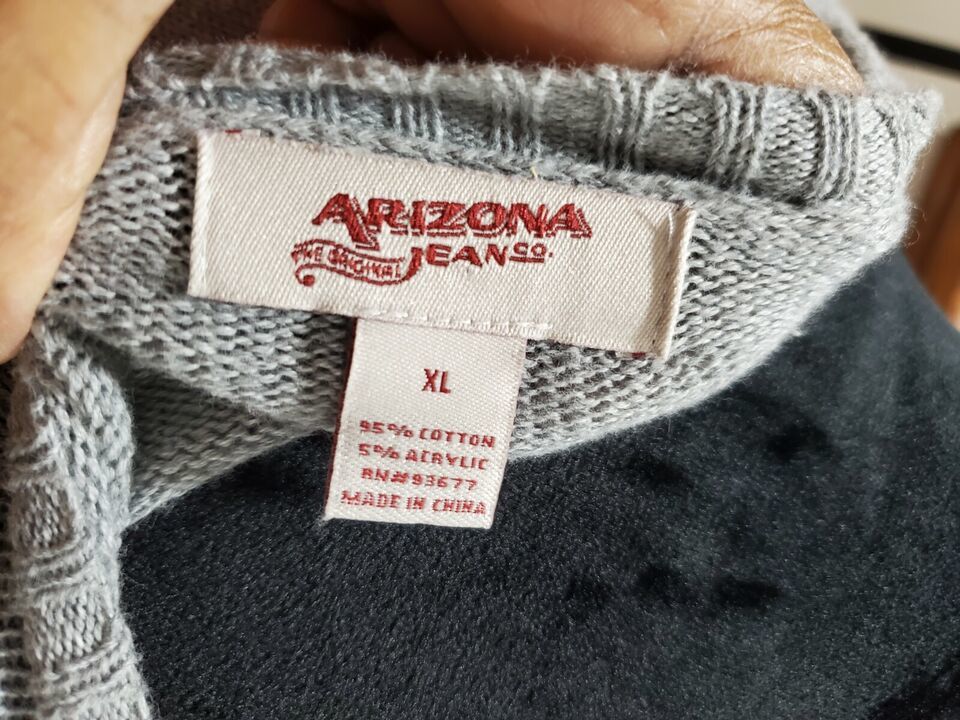 ARIZONA
THE ORIGINAL JEAN CO.
XL
95% COTTON
5% ACRYLIC
RN#93677
MADE IN CHINA